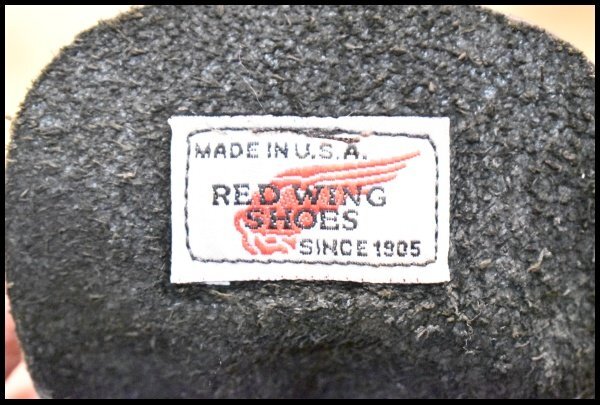 MADE IN U.S.A.
RED WING
SHOES
SINCE 1905